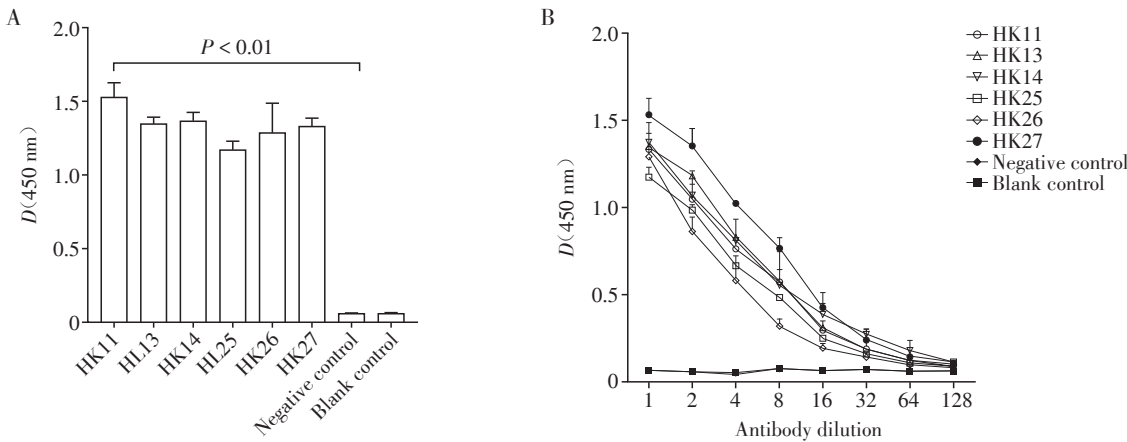 A
2.0
1.5
1.0
0.5
0
D(450 nm)
P < 0.01
HK11
HL13
HK14
HL25
HK26
HK27
Negative control
Blank control
B
2.0
1.5
1.0
0.5
0
D(450 nm)
1 2 4 8 16 32 64 128
Antibody dilution
HK11
HK13
HK14
HK25
HK26
HK27
Negative control
Blank control